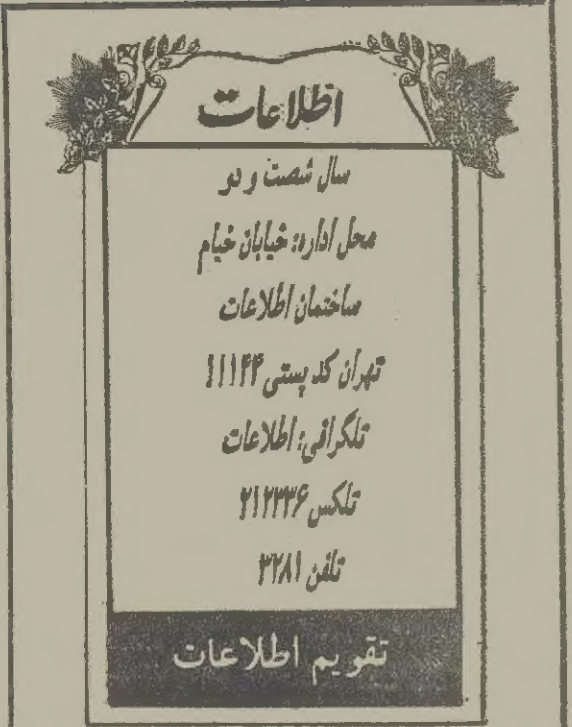 اطلاعات
سال شصت و دو
محل اداره: خیابان خیام
ساختمان اطلاعات
تهران کد پستی ۱۱۱۴۴
تلگرافی: اطلاعات
تلکس ۲۱۲۳۳۶
تلفن ۳۲۸۱
تقویم اطلاعات